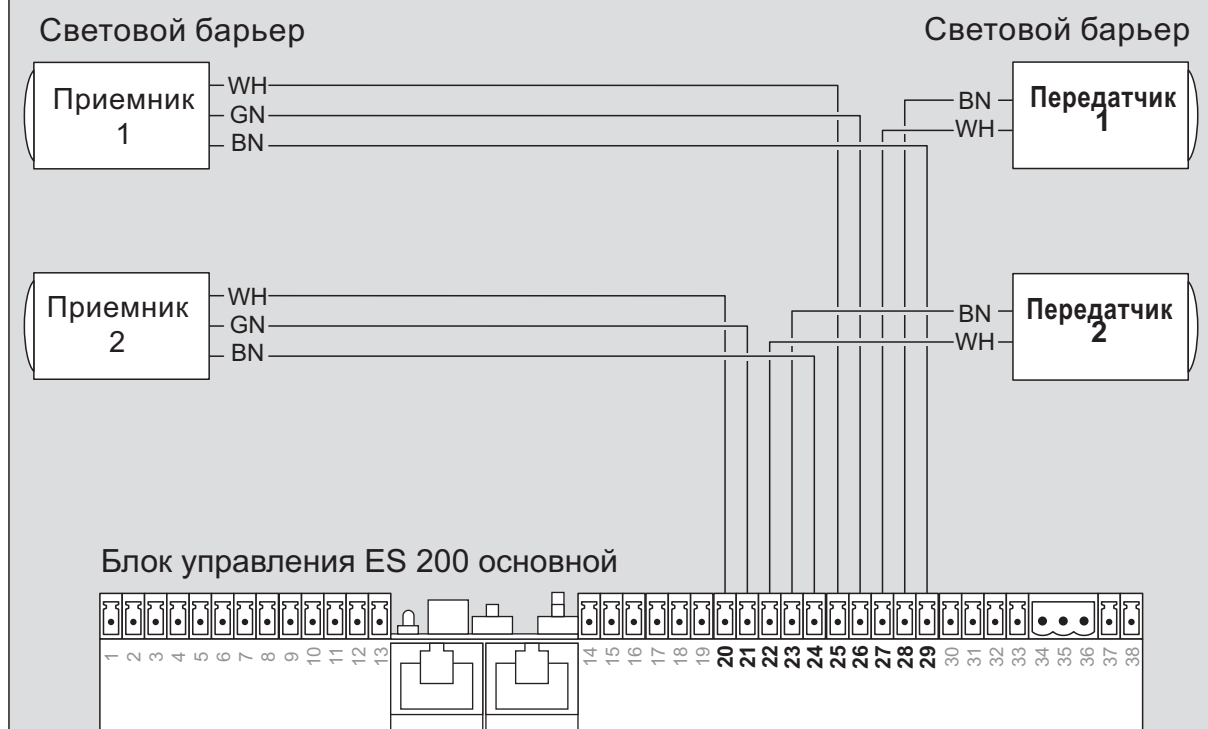 Световой барьер
Световой барьер
Приемник
1
WH
GN
BN
BN
WH
Передатчик
1
Приемник
2
WH
GN
BN
BN
WH
Передатчик
2
Блок управления ES 200 основной
1 2 3 4 5 6 7 8 9 10 11 12 13 14 15 16 17 18 19 20 21 22 23 24 25 26 27 28 29 30 31 32 33 34 35 36 37 38